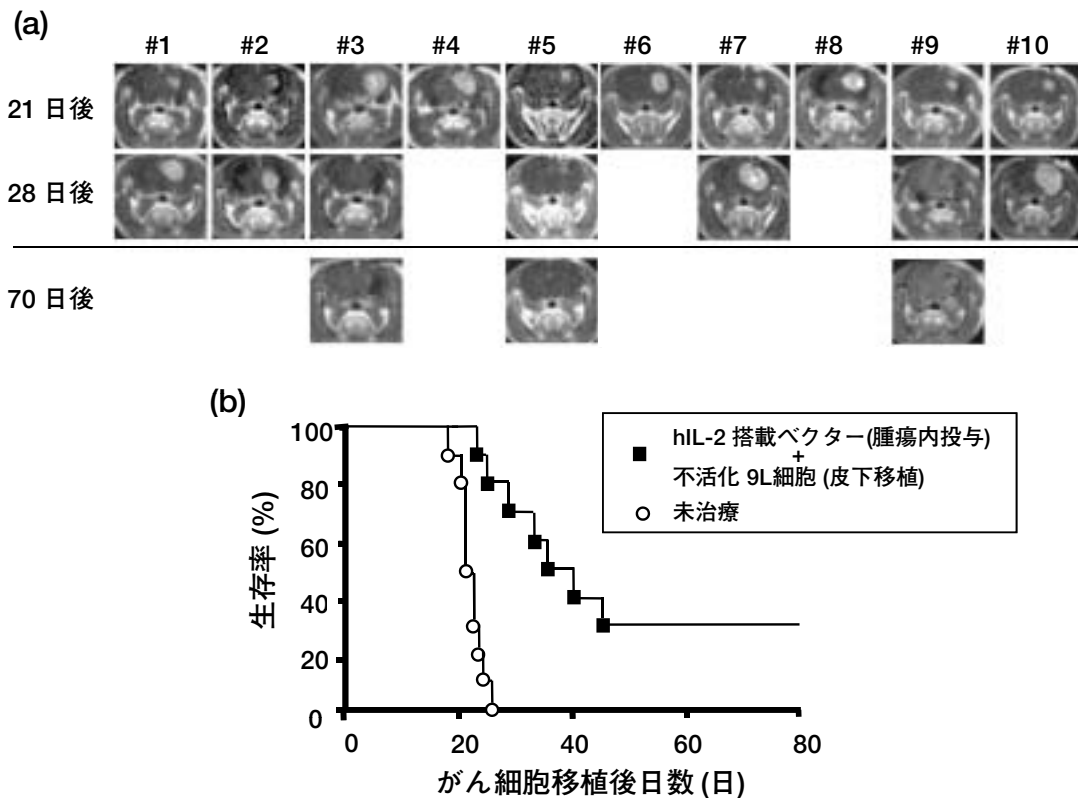 (a)
#1 #2 #3 #4 #5 #6 #7 #8 #9 #10
21 日後
28 日後
70 日後
(b)
100
80
60
40
20
0
生存率 (%)
0 20 40 60 80
がん細胞移植後日数 (日)
hIL-2 搭載ベクター(腫瘍内投与)
+
不活化 9L細胞 (皮下移植)
未治療